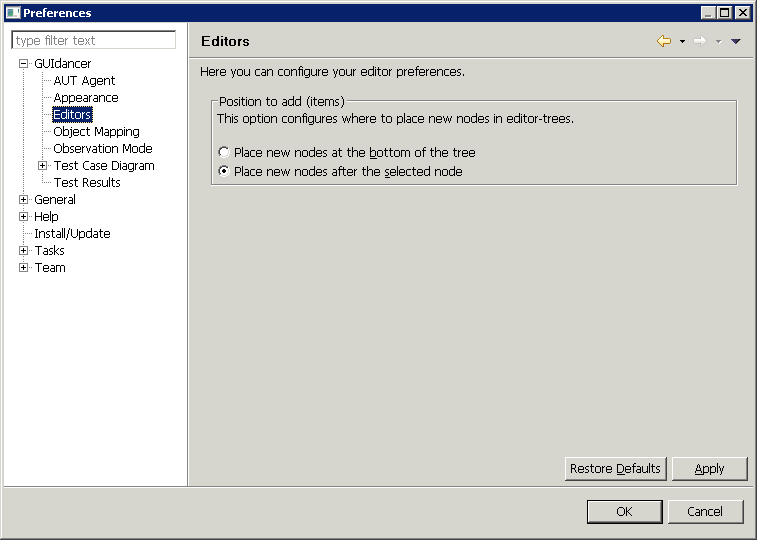 Preferences
type filter text
GUIdancer
AUT Agent
Appearance
Editors
Object Mapping
Observation Mode
Test Case Diagram
Test Results
General
Help
Install/Update
Tasks
Team
Editors
Here you can configure your editor preferences.
Position to add (items)
This option configures where to place new nodes in editor-trees.
Place new nodes at the bottom of the tree
Place new nodes after the selected node
Restore Defaults
Apply
OK
Cancel